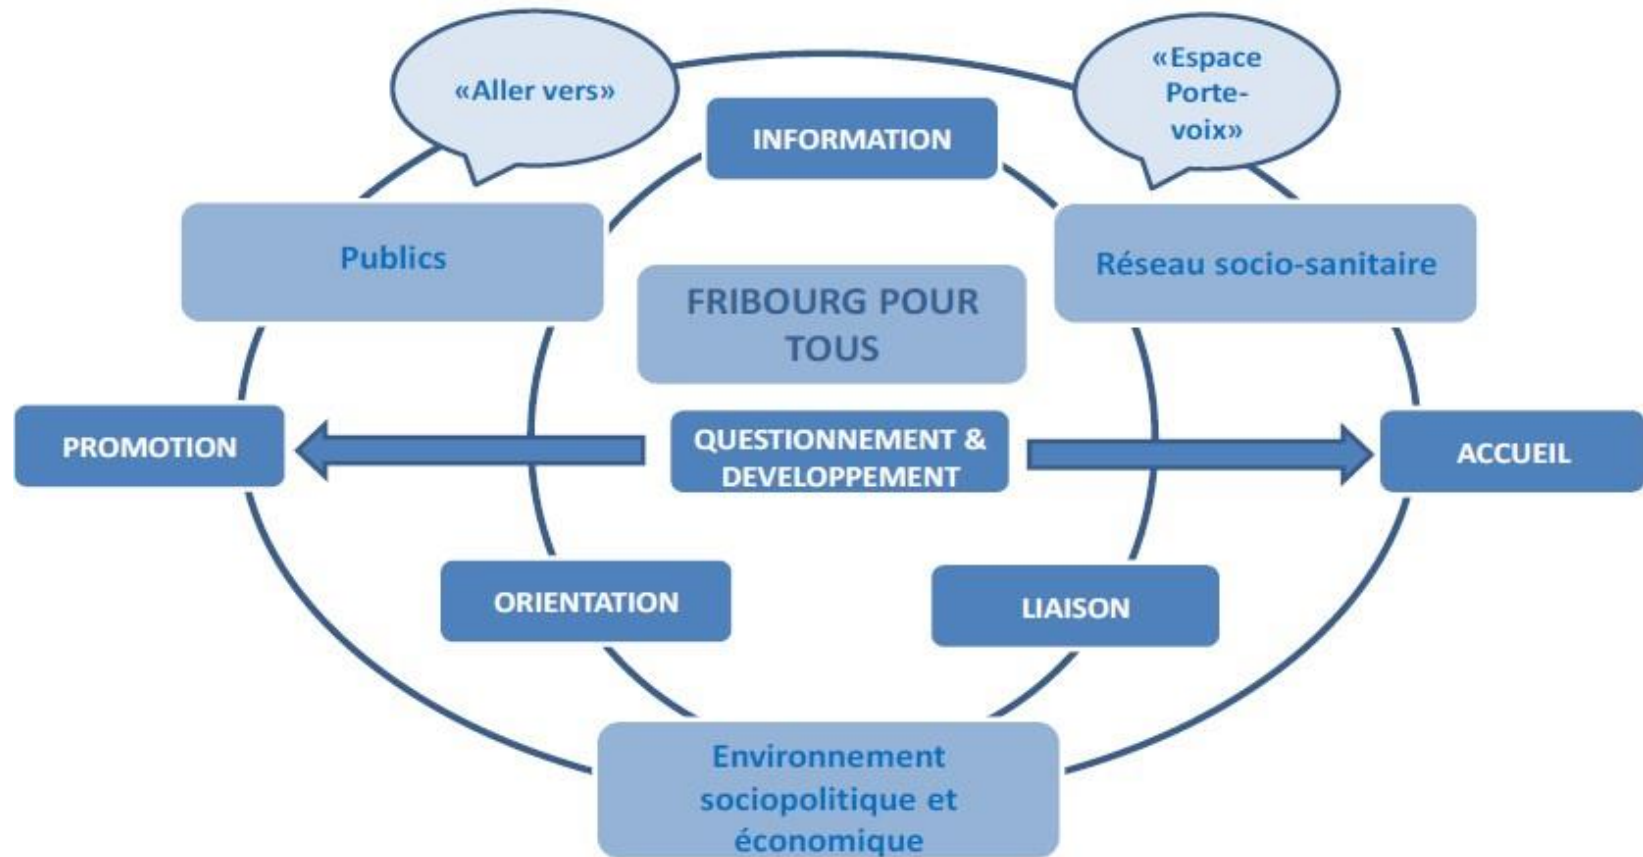 «Aller vers»
«Espace
Porte-
voix»
INFORMATION
Publics
Réseau socio-sanitaire
FRIBOURG POUR
TOUS
PROMOTION
QUESTIONNEMENT &
DEVELOPPEMENT
ACCUEIL
ORIENTATION
LIAISON
Environnement
sociopolitique et
économique